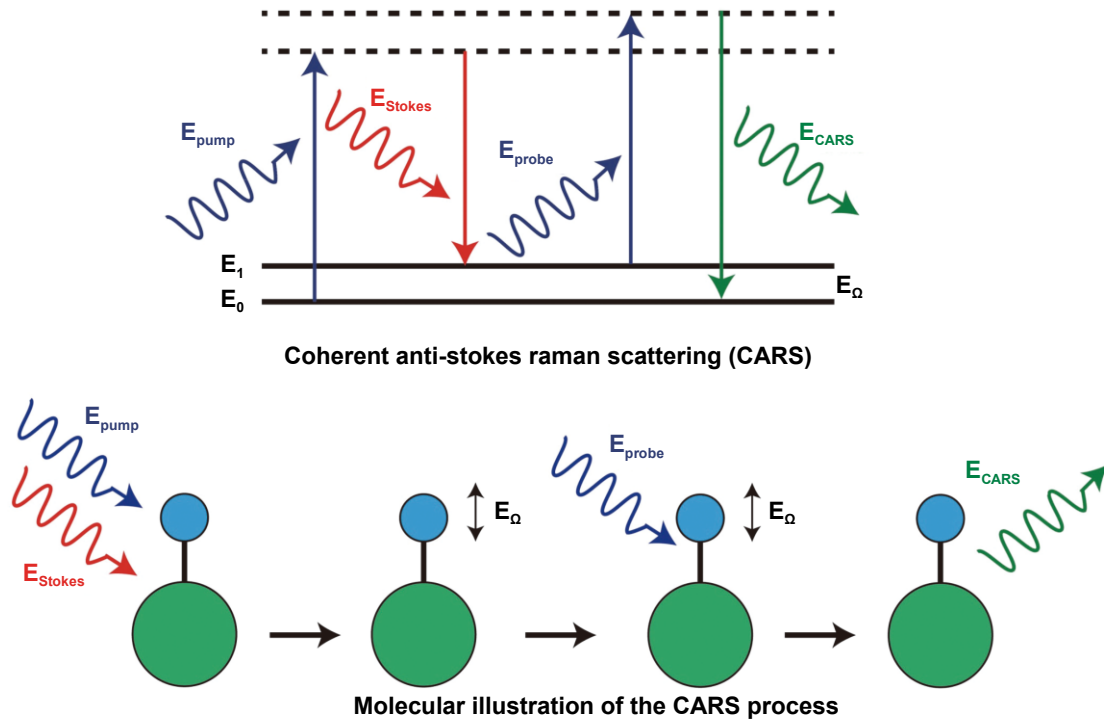 E_Stokes
E_pump
E_probe
E_CARS
E_1
E_0
E_Ω
Coherent anti-stokes raman scattering (CARS)
E_pump
E_Stokes
E_Ω
E_probe
E_Ω
E_CARS
Molecular illustration of the CARS process